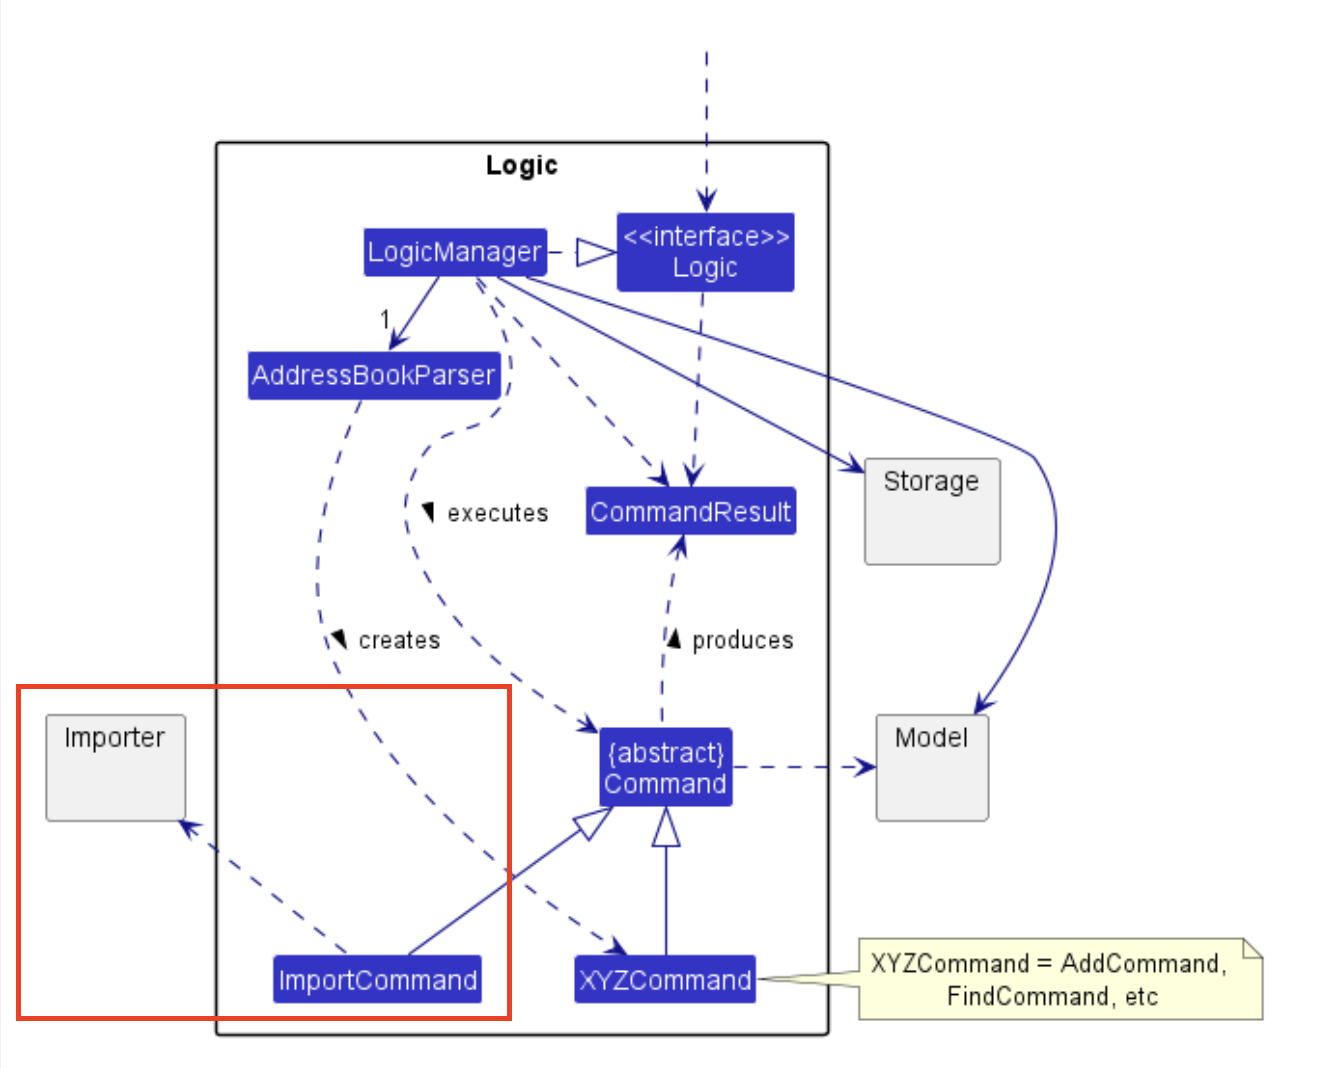 Logic
LogicManager
<<interface>>
Logic
1
AddressBookParser
Storage
executes
CommandResult
creates
produces
Importer
{abstract}
Command
Model
ImportCommand
XYZCommand
XYZCommand = AddCommand,
FindCommand, etc